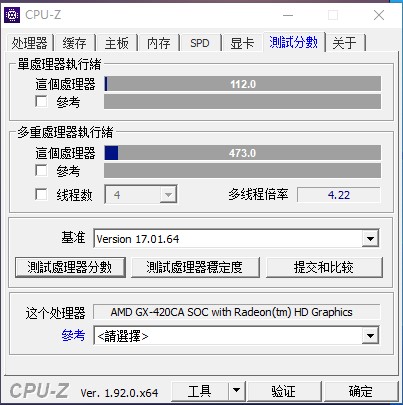 CPU-Z
处理器 缓存 主板 内存 SPD 显卡 測試分數 关于
單處理器執行緒
這個處理器 112.0
參考
多重處理器執行緒
這個處理器 473.0
參考
线程数 4 多线程倍率 4.22
基准 Version 17.01.64
測試處理器分數 測試處理器穩定度 提交和比较
这个处理器 AMD GX-420CA SOC with Radeon(tm) HD Graphics
參考 <請選擇>
CPU-Z Ver. 1.92.0.x64 工具 验证 确定